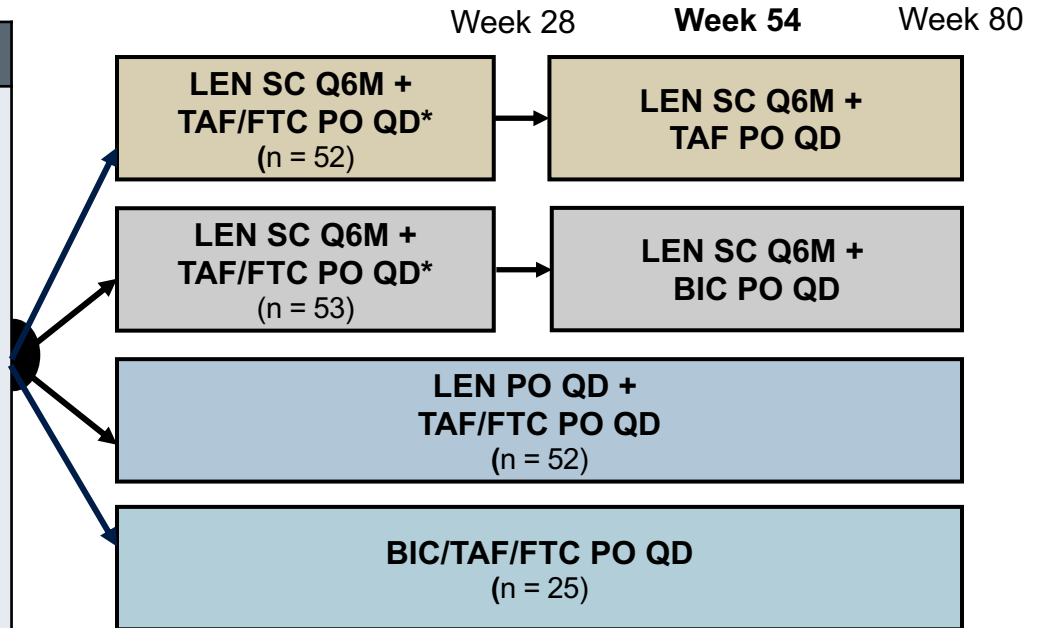 Week 28 Week 54 Week 80
LEN SC Q6M +
TAF/FTC PO QD*
(n = 52)
LEN SC Q6M +
TAF PO QD
LEN SC Q6M +
TAF/FTC PO QD*
(n = 53)
LEN SC Q6M +
BIC PO QD
LEN PO QD +
TAF/FTC PO QD
(n = 52)
BIC/TAF/FTC PO QD
(n = 25)